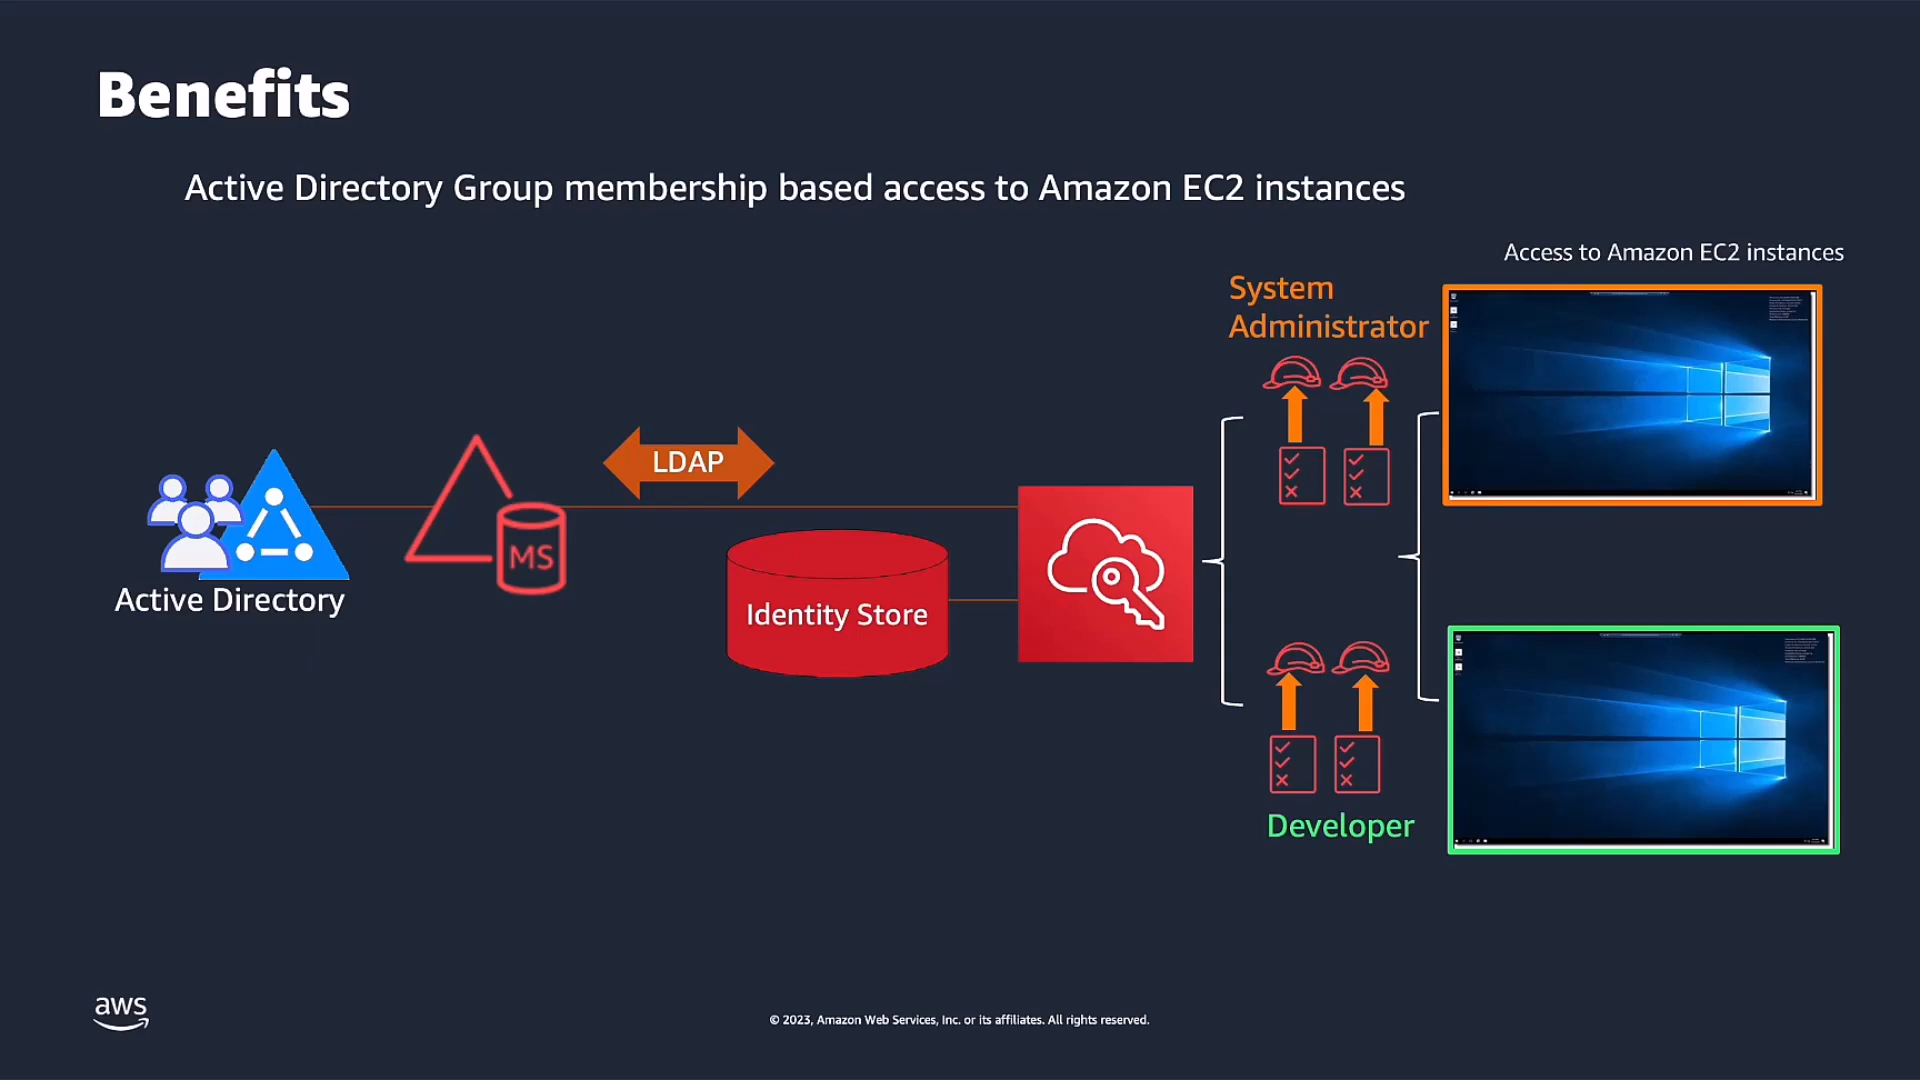 Benefits
Active Directory Group membership based access to Amazon EC2 instances
Access to Amazon EC2 instances
System
Administrator
LDAP
MS
Identity Store
Active Directory
Developer
aws
© 2023, Amazon Web Services, Inc. or its affiliates. All rights reserved.